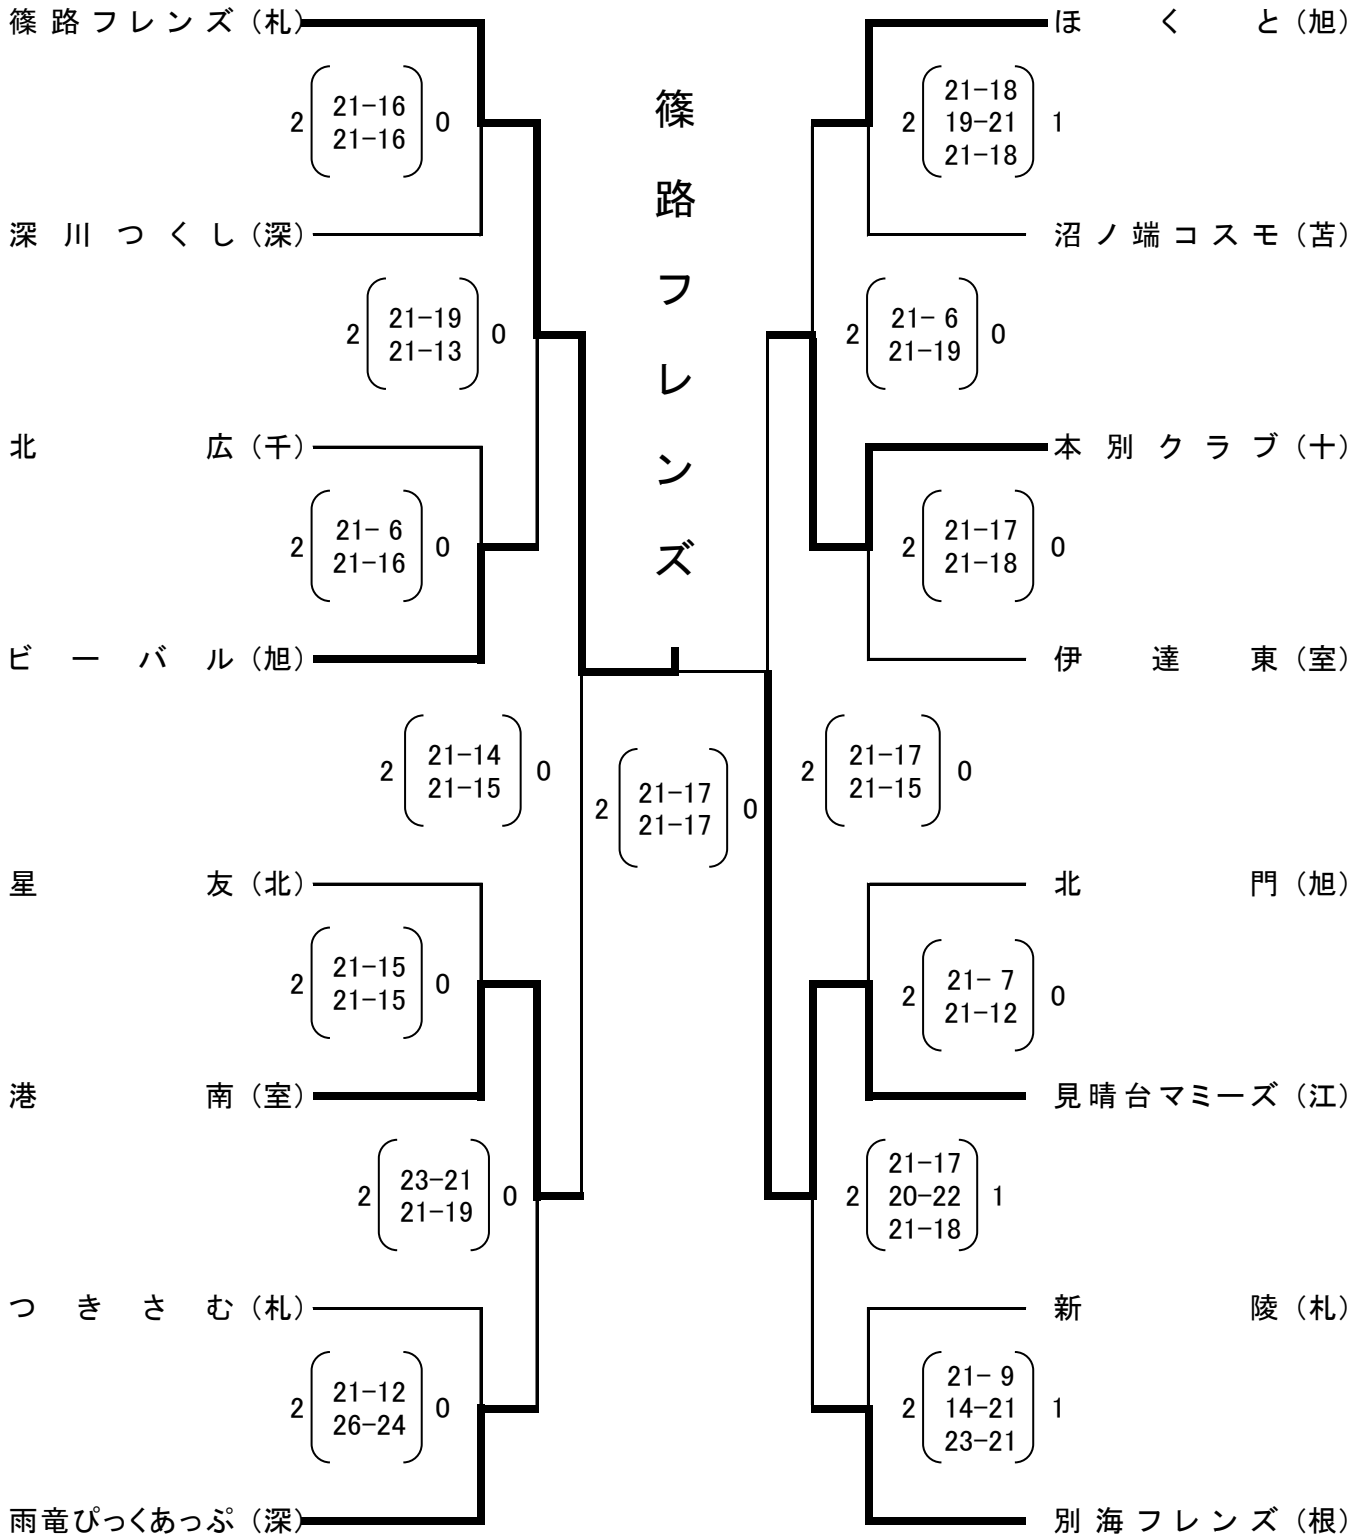 篠路フレンズ（札）
2 21-16 0
21-16
深川つくし（深）
2 21-19 0
21-13
北広（千）
2 21- 6 0
21-16
ビーバル（旭）
2 21-14 0
21-15
星友（北）
2 21-15 0
21-15
港南（室）
2 23-21 0
21-19
つきさむ（札）
2 21-12 0
26-24
雨竜ぴっくあっぷ（深）
篠路フレンズ
2 21-17 0
21-17
ほくと（旭）
21-18
2 19-21 1
21-18
沼ノ端コスモ（苫）
2 21- 6 0
21-19
本別クラブ（十）
2 21-17 0
21-18
伊達東（室）
2 21-17 0
21-15
北門（旭）
2 21- 7 0
21-12
見晴台マミーズ（江）
21-17
2 20-22 1
21-18
新陵（札）
21- 9
2 14-21 1
23-21
別海フレンズ（根）